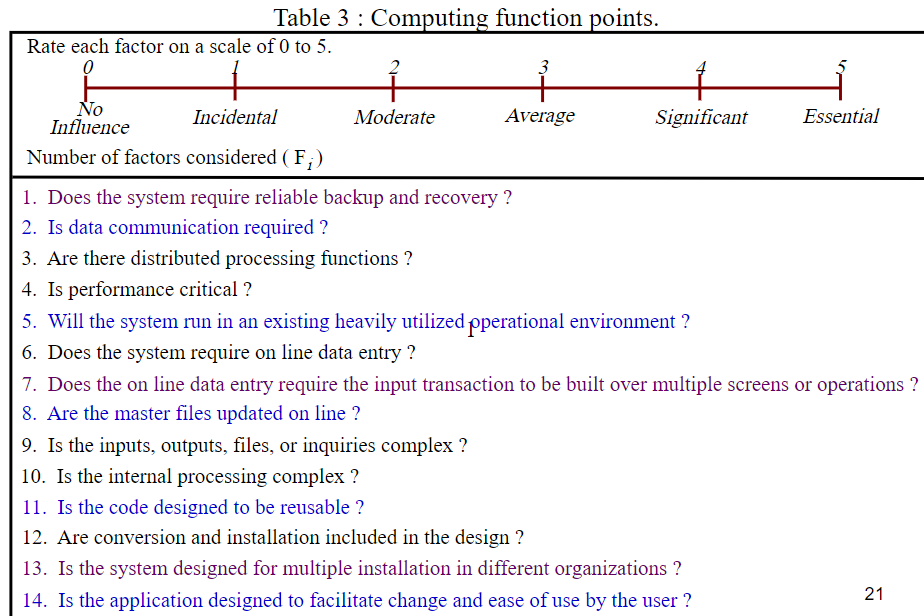 Table 3 : Computing function points.
Rate each factor on a scale of 0 to 5.
0 1 2 3 4 5
No Influence Incidental Moderate Average Significant Essential
Number of factors considered ( Fi )
1. Does the system require reliable backup and recovery ?
2. Is data communication required ?
3. Are there distributed processing functions ?
4. Is performance critical ?
5. Will the system run in an existing heavily utilized operational environment ?
6. Does the system require on line data entry ?
7. Does the on line data entry require the input transaction to be built over multiple screens or operations ?
8. Are the master files updated on line ?
9. Is the inputs, outputs, files, or inquiries complex ?
10. Is the internal processing complex ?
11. Is the code designed to be reusable ?
12. Are conversion and installation included in the design ?
13. Is the system designed for multiple installation in different organizations ?
14. Is the application designed to facilitate change and ease of use by the user ?
21